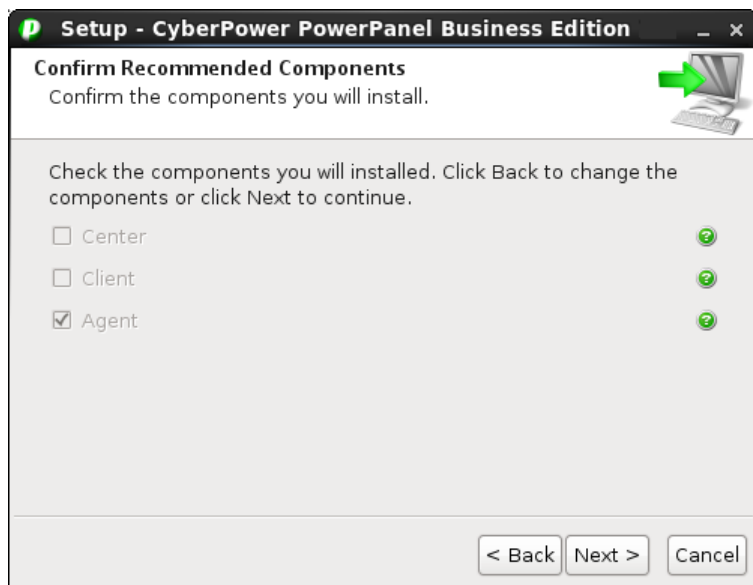 Setup - CyberPower PowerPanel Business Edition
Confirm Recommended Components
Confirm the components you will install.
Check the components you will installed. Click Back to change the
components or click Next to continue.
Center
Client
Agent
< Back Next > Cancel